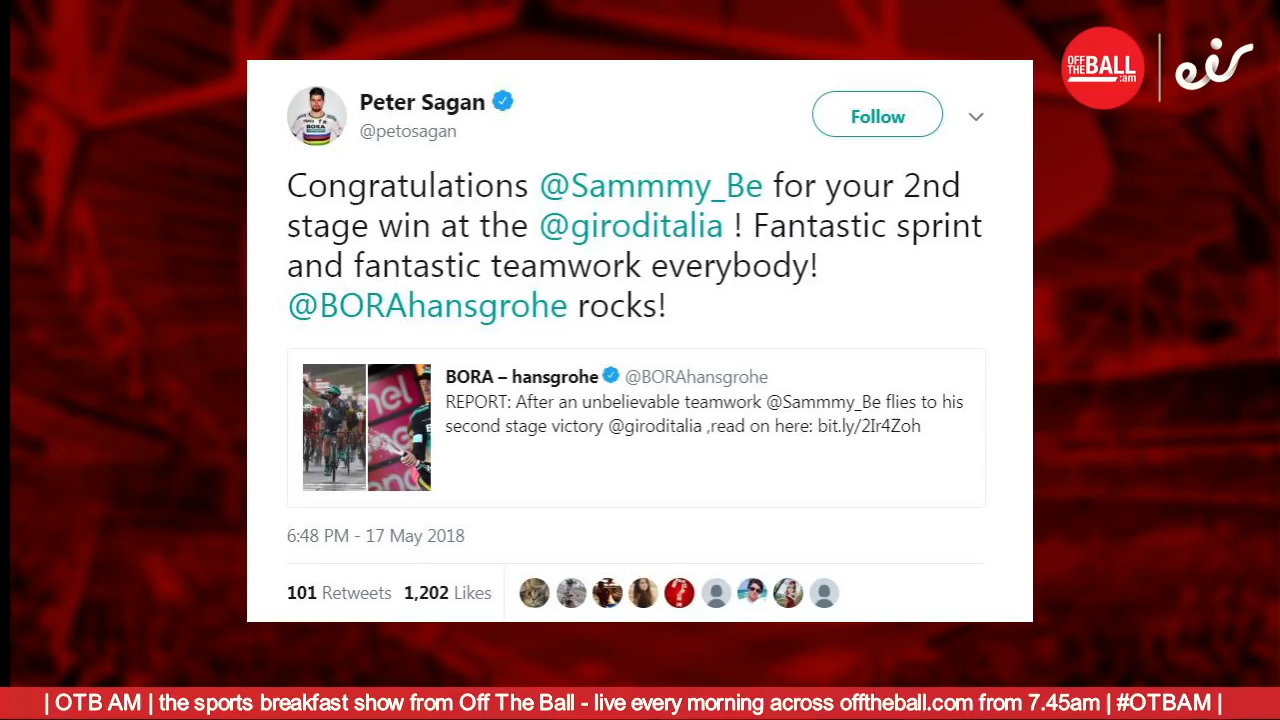 OFF
THE BALL
:am
eir
Peter Sagan
@petosagan
Follow
Congratulations @Sammmy_Be for your 2nd
stage win at the @giroditalia ! Fantastic sprint
and fantastic teamwork everybody!
@BORAhansgrohe rocks!
BORA – hansgrohe @BORAhansgrohe
REPORT: After an unbelievable teamwork @Sammmy_Be flies to his
second stage victory @giroditalia ,read on here: bit.ly/2Ir4Zoh
6:48 PM - 17 May 2018
101 Retweets 1,202 Likes
| OTB AM | the sports breakfast show from Off The Ball - live every morning across offtheball.com from 7.45am | #OTBAM |